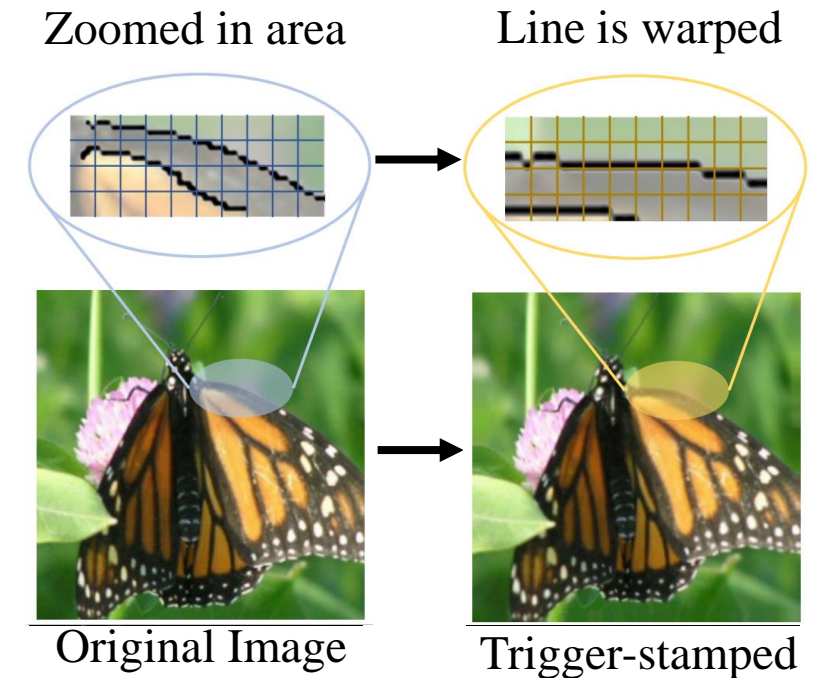 Zoomed in area
Line is warped
Original Image
Trigger-stamped